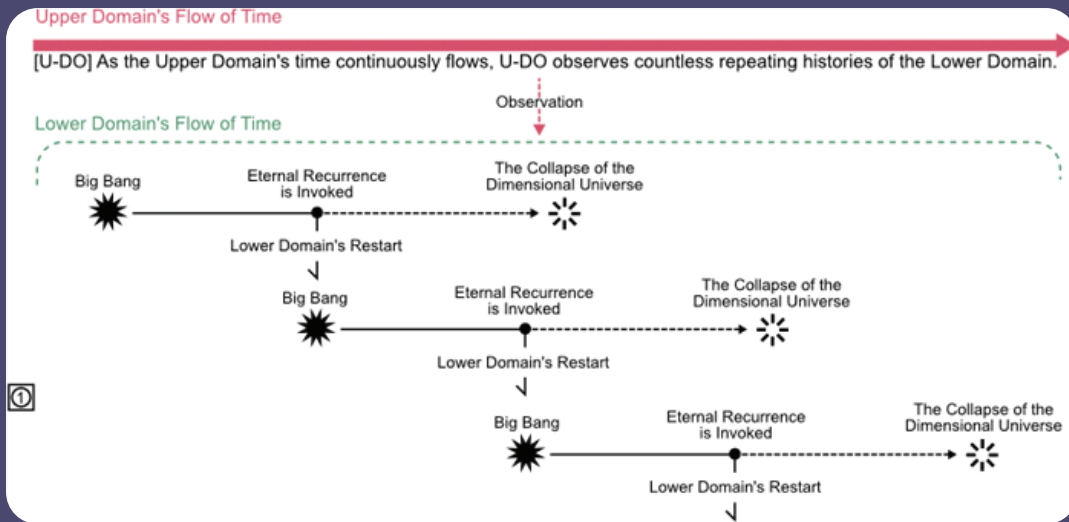 Upper Domain's Flow of Time
[U-DO] As the Upper Domain's time continuously flows, U-DO observes countless repeating histories of the Lower Domain.
Observation
Lower Domain's Flow of Time
Big Bang
Eternal Recurrence
is Invoked
The Collapse of the
Dimensional Universe
Lower Domain's Restart
Big Bang
Eternal Recurrence
is Invoked
The Collapse of the
Dimensional Universe
Lower Domain's Restart
①
Big Bang
Eternal Recurrence
is Invoked
The Collapse of the
Dimensional Universe
Lower Domain's Restart